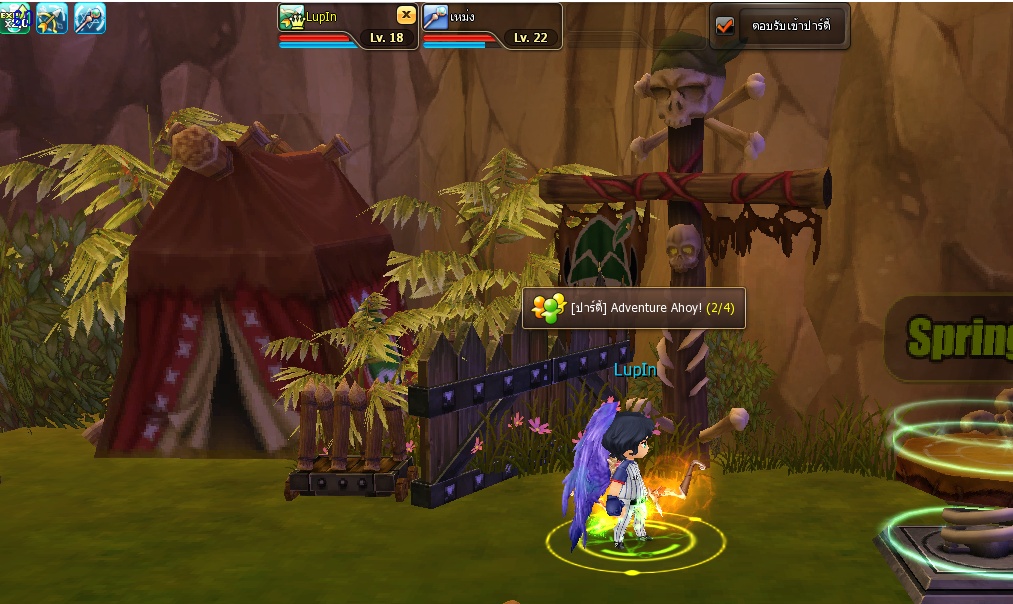 LupIn
Lv. 18
เหม่ง
Lv. 22
ตอบรับเข้าปาร์ตี้
[ปาร์ตี้] Adventure Ahoy! (2/4)
LupIn
Spring